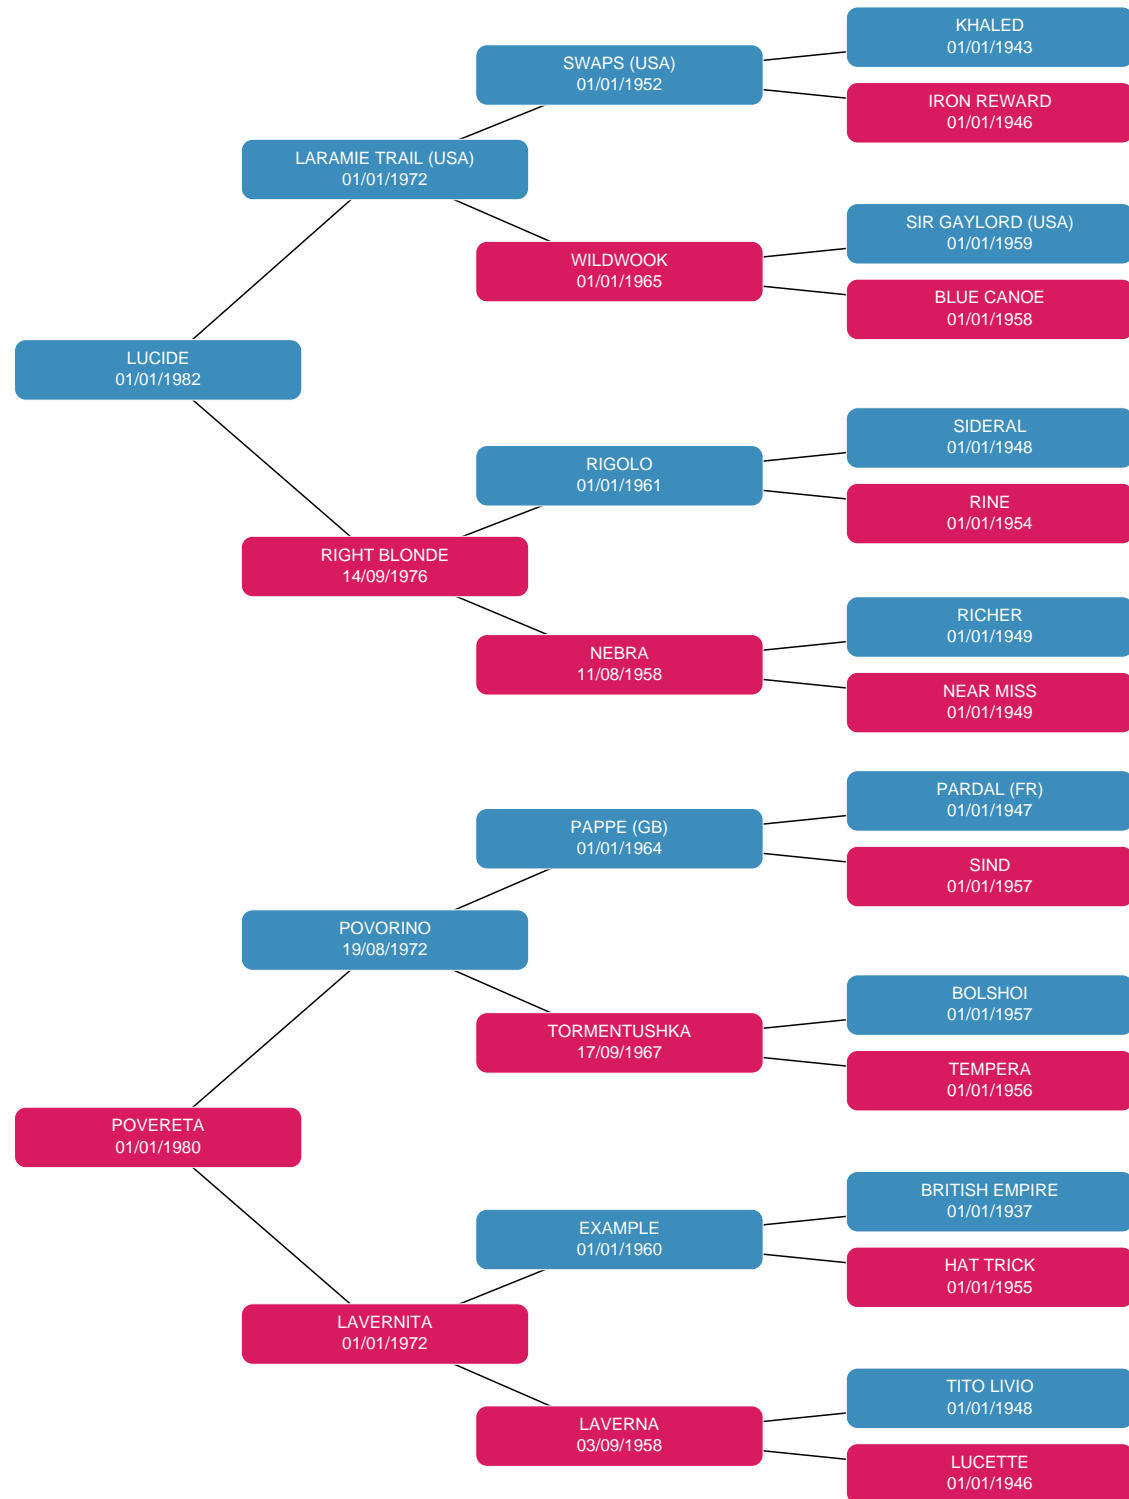 KHALED
01/01/1943
SWAPS (USA)
01/01/1952
IRON REWARD
01/01/1946
LARAMIE TRAIL (USA)
01/01/1972
SIR GAYLORD (USA)
01/01/1959
WILDWOOK
01/01/1965
BLUE CANOE
01/01/1958
LUCIDE
01/01/1982
SIDERAL
01/01/1948
RIGOLO
01/01/1961
RINE
01/01/1954
RIGHT BLONDE
14/09/1976
RICHER
01/01/1949
NEBRA
11/08/1958
NEAR MISS
01/01/1949
PARDAL (FR)
01/01/1947
PAPPE (GB)
01/01/1964
SIND
01/01/1957
POVORINO
19/08/1972
BOLSHOI
01/01/1957
TORMENTUSHKA
17/09/1967
TEMPERA
01/01/1956
POVERETA
01/01/1980
BRITISH EMPIRE
01/01/1937
EXAMPLE
01/01/1960
HAT TRICK
01/01/1955
LAVERNITA
01/01/1972
TITO LIVIO
01/01/1948
LAVERNA
03/09/1958
LUCETTE
01/01/1946